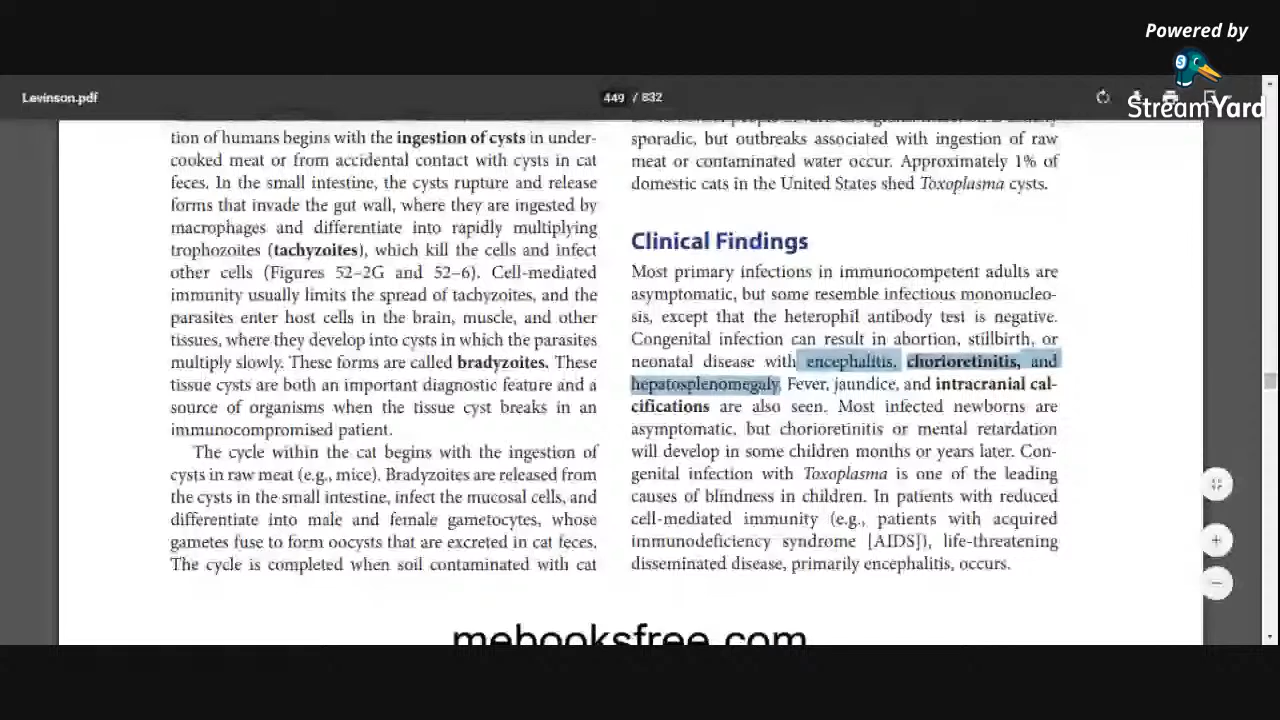 Powered by
StreamYard
Levinson.pdf
449 / 832
tion of humans begins with the ingestion of cysts in under-
cooked meat or from accidental contact with cysts in cat
feces. In the small intestine, the cysts rupture and release
forms that invade the gut wall, where they are ingested by
macrophages and differentiate into rapidly multiplying
trophozoites (tachyzoites), which kill the cells and infect
other cells (Figures 52–2G and 52–6). Cell-mediated
immunity usually limits the spread of tachyzoites, and the
parasites enter host cells in the brain, muscle, and other
tissues, where they develop into cysts in which the parasites
multiply slowly. These forms are called bradyzoites. These
tissue cysts are both an important diagnostic feature and a
source of organisms when the tissue cyst breaks in an
immunocompromised patient.
The cycle within the cat begins with the ingestion of
cysts in raw meat (e.g., mice). Bradyzoites are released from
the cysts in the small intestine, infect the mucosal cells, and
differentiate into male and female gametocytes, whose
gametes fuse to form oocysts that are excreted in cat feces.
The cycle is completed when soil contaminated with cat
sporadic, but outbreaks associated with ingestion of raw
meat or contaminated water occur. Approximately 1% of
domestic cats in the United States shed Toxoplasma cysts.
Clinical Findings
Most primary infections in immunocompetent adults are
asymptomatic, but some resemble infectious mononucleo-
sis, except that the heterophil antibody test is negative.
Congenital infection can result in abortion, stillbirth, or
neonatal disease with encephalitis, chorioretinitis, and
hepatosplenomegaly. Fever, jaundice, and intracranial cal-
cifications are also seen. Most infected newborns are
asymptomatic, but chorioretinitis or mental retardation
will develop in some children months or years later. Con-
genital infection with Toxoplasma is one of the leading
causes of blindness in children. In patients with reduced
cell-mediated immunity (e.g., patients with acquired
immunodeficiency syndrome [AIDS]), life-threatening
disseminated disease, primarily encephalitis, occurs.
mebooksfree.com